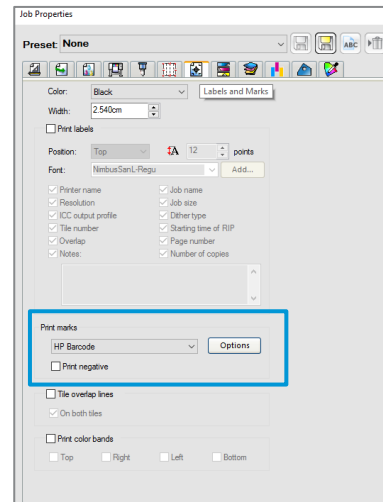 Job Properties
Preset: None
ABC
Color: Black
Labels and Marks
Width: 2.540cm
Print labels
Position: Top A 12 points
Font: NimbusSanL-Regu Add...
Printer name Job name
Resolution Job size
ICC output profile Dither type
Tile number Starting time of RIP
Overlap Page number
Notes: Number of copies
Print marks
HP Barcode Options
Print negative
Tile overlap lines
On both tiles
Print color bands
Top Right Left Bottom